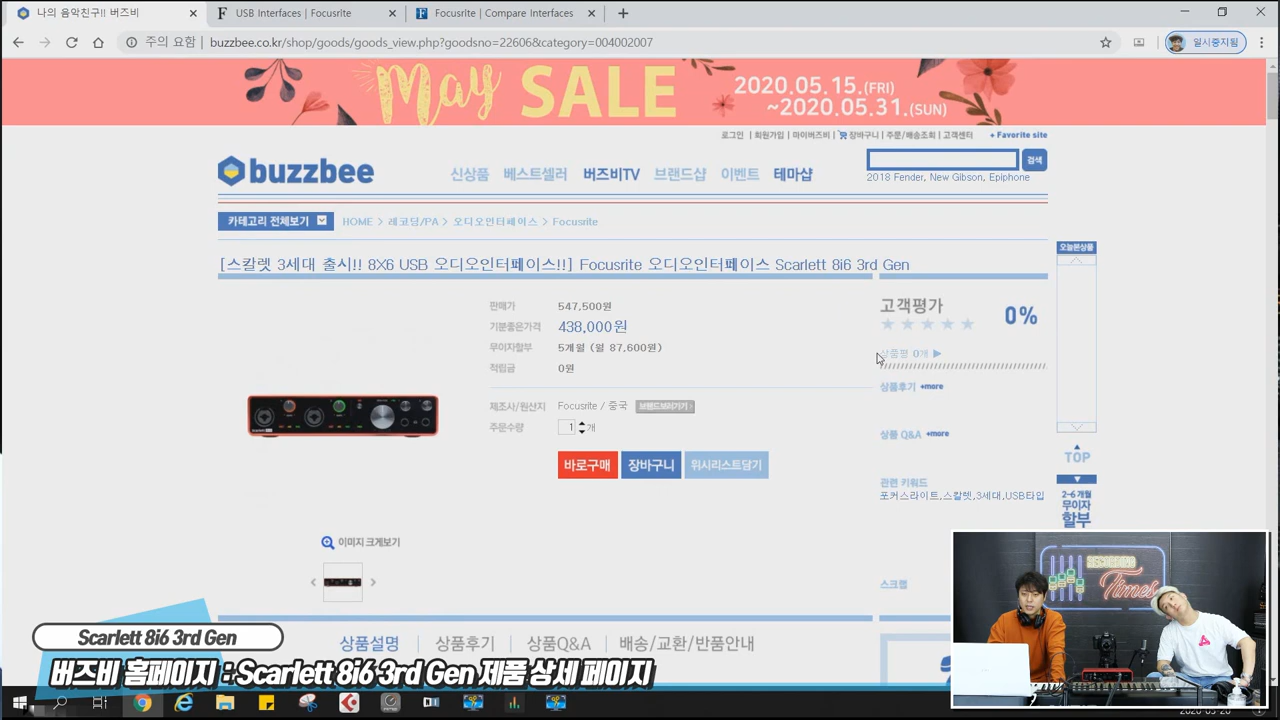 나의 음악친구!! 버즈비
USB Interfaces | Focusrite
Focusrite | Compare Interfaces
주의 요함 | buzzbee.co.kr/shop/goods/goods_view.php?goodsno=22606&category=004002007
일시중지됨
May SALE
2020.05.15.(FRI)
~2020.05.31.(SUN)
로그인 | 회원가입 | 마이버즈비 | 장바구니 | 주문/배송조회 | 고객센터 + Favorite site
buzzbee
신상품 베스트셀러 버즈비TV 브랜드샵 이벤트 테마샵
검색
2018 Fender, New Gibson, Epiphone
카테고리 전체보기
HOME > 레코딩/PA > 오디오인터페이스 > Focusrite
오늘본상품
[스칼렛 3세대 출시!! 8X6 USB 오디오인터페이스!!] Focusrite 오디오인터페이스 Scarlett 8i6 3rd Gen
판매가 547,500원
기분좋은가격 438,000원
무이자할부 5개월 (월 87,600원)
적립금 0원
제조사/원산지 Focusrite / 중국 브랜드보러가기 >
주문수량 1 개
바로구매 장바구니 위시리스트담기
고객평가
0%
상품평 0개
상품후기 +more
상품 Q&A +more
관련 키워드
포커스라이트,스칼렛,3세대,USB타입
스크랩
TOP
2-6 개월
무이자
할부
이미지 크게보기
상품설명 | 상품후기 | 상품Q&A | 배송/교환/반품안내
RECORDING
Times
Scarlett 8i6 3rd Gen
버즈비 홈페이지 : Scarlett 8i6 3rd Gen 제품 상세 페이지